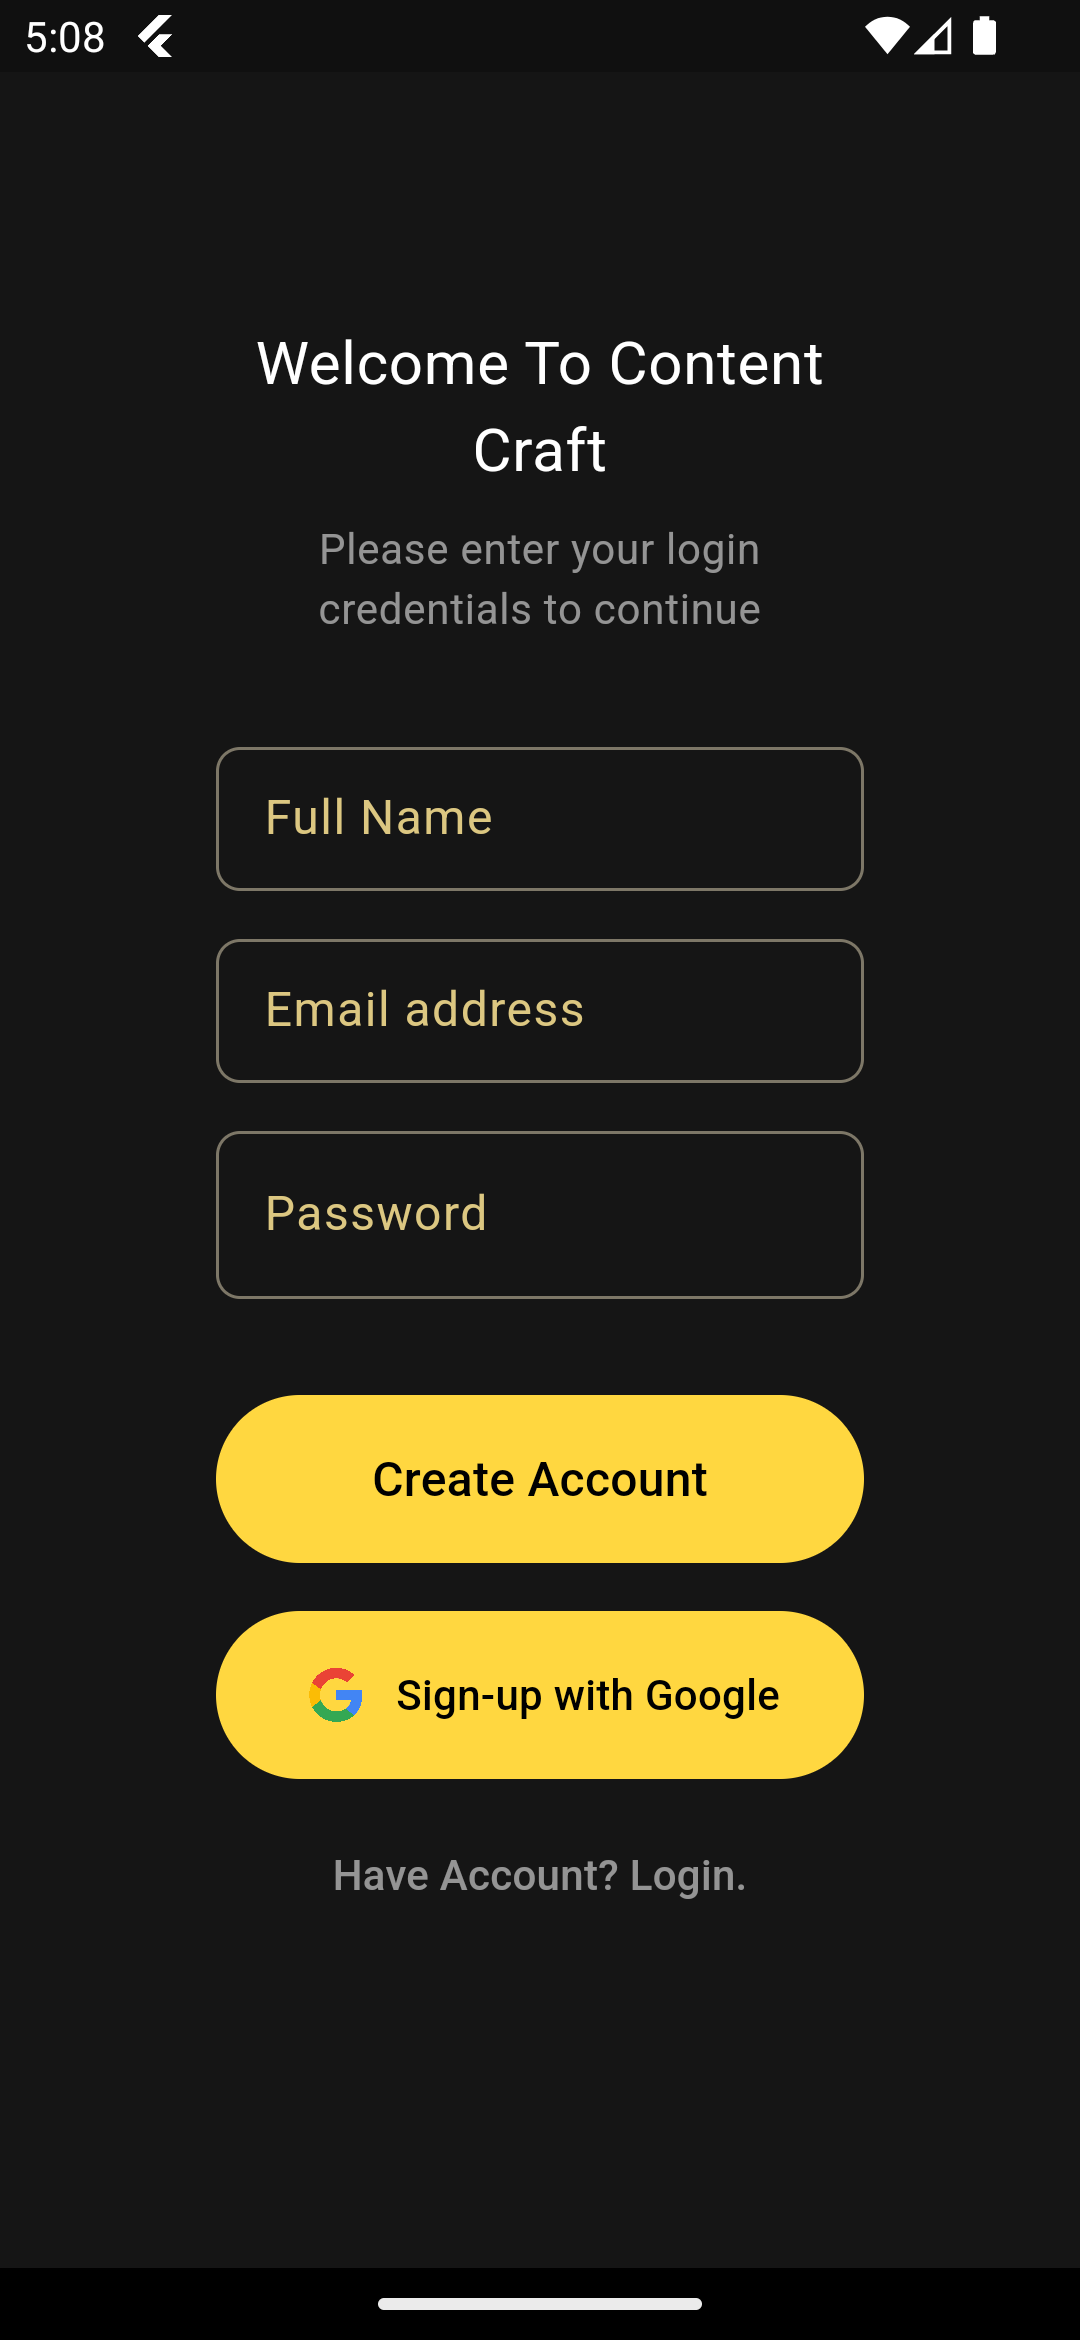 5:08
Welcome To Content
Craft
Please enter your login
credentials to continue
Full Name
Email address
Password
Create Account
Sign-up with Google
Have Account? Login.